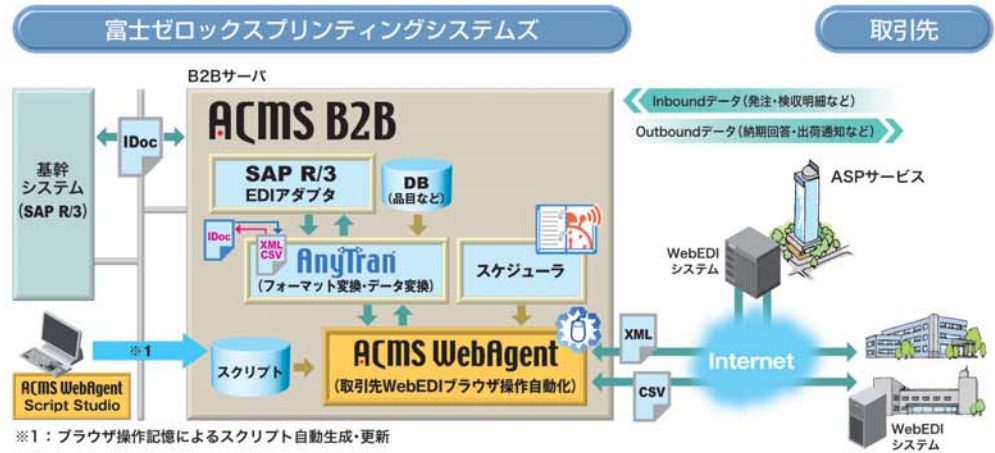 富士ゼロックスプリンティングシステムズ
取引先
B2Bサーバ
ACMS B2B
Inboundデータ(発注・検収明細など)
Outboundデータ(納期回答・出荷通知など)
IDoc
基幹
システム
(SAP R/3)
SAP R/3
EDIアダプタ
DB
(品目など)
ASPサービス
IDoc
XML
CSV
AnyTran
(フォーマット変換・データ変換)
スケジューラ
WebEDI
システム
※1
スクリプト
ACMS WebAgent
(取引先WebEDIブラウザ操作自動化)
XML
CSV
Internet
ACMS WebAgent
Script Studio
WebEDI
システム
※1：ブラウザ操作記憶によるスクリプト自動生成・更新